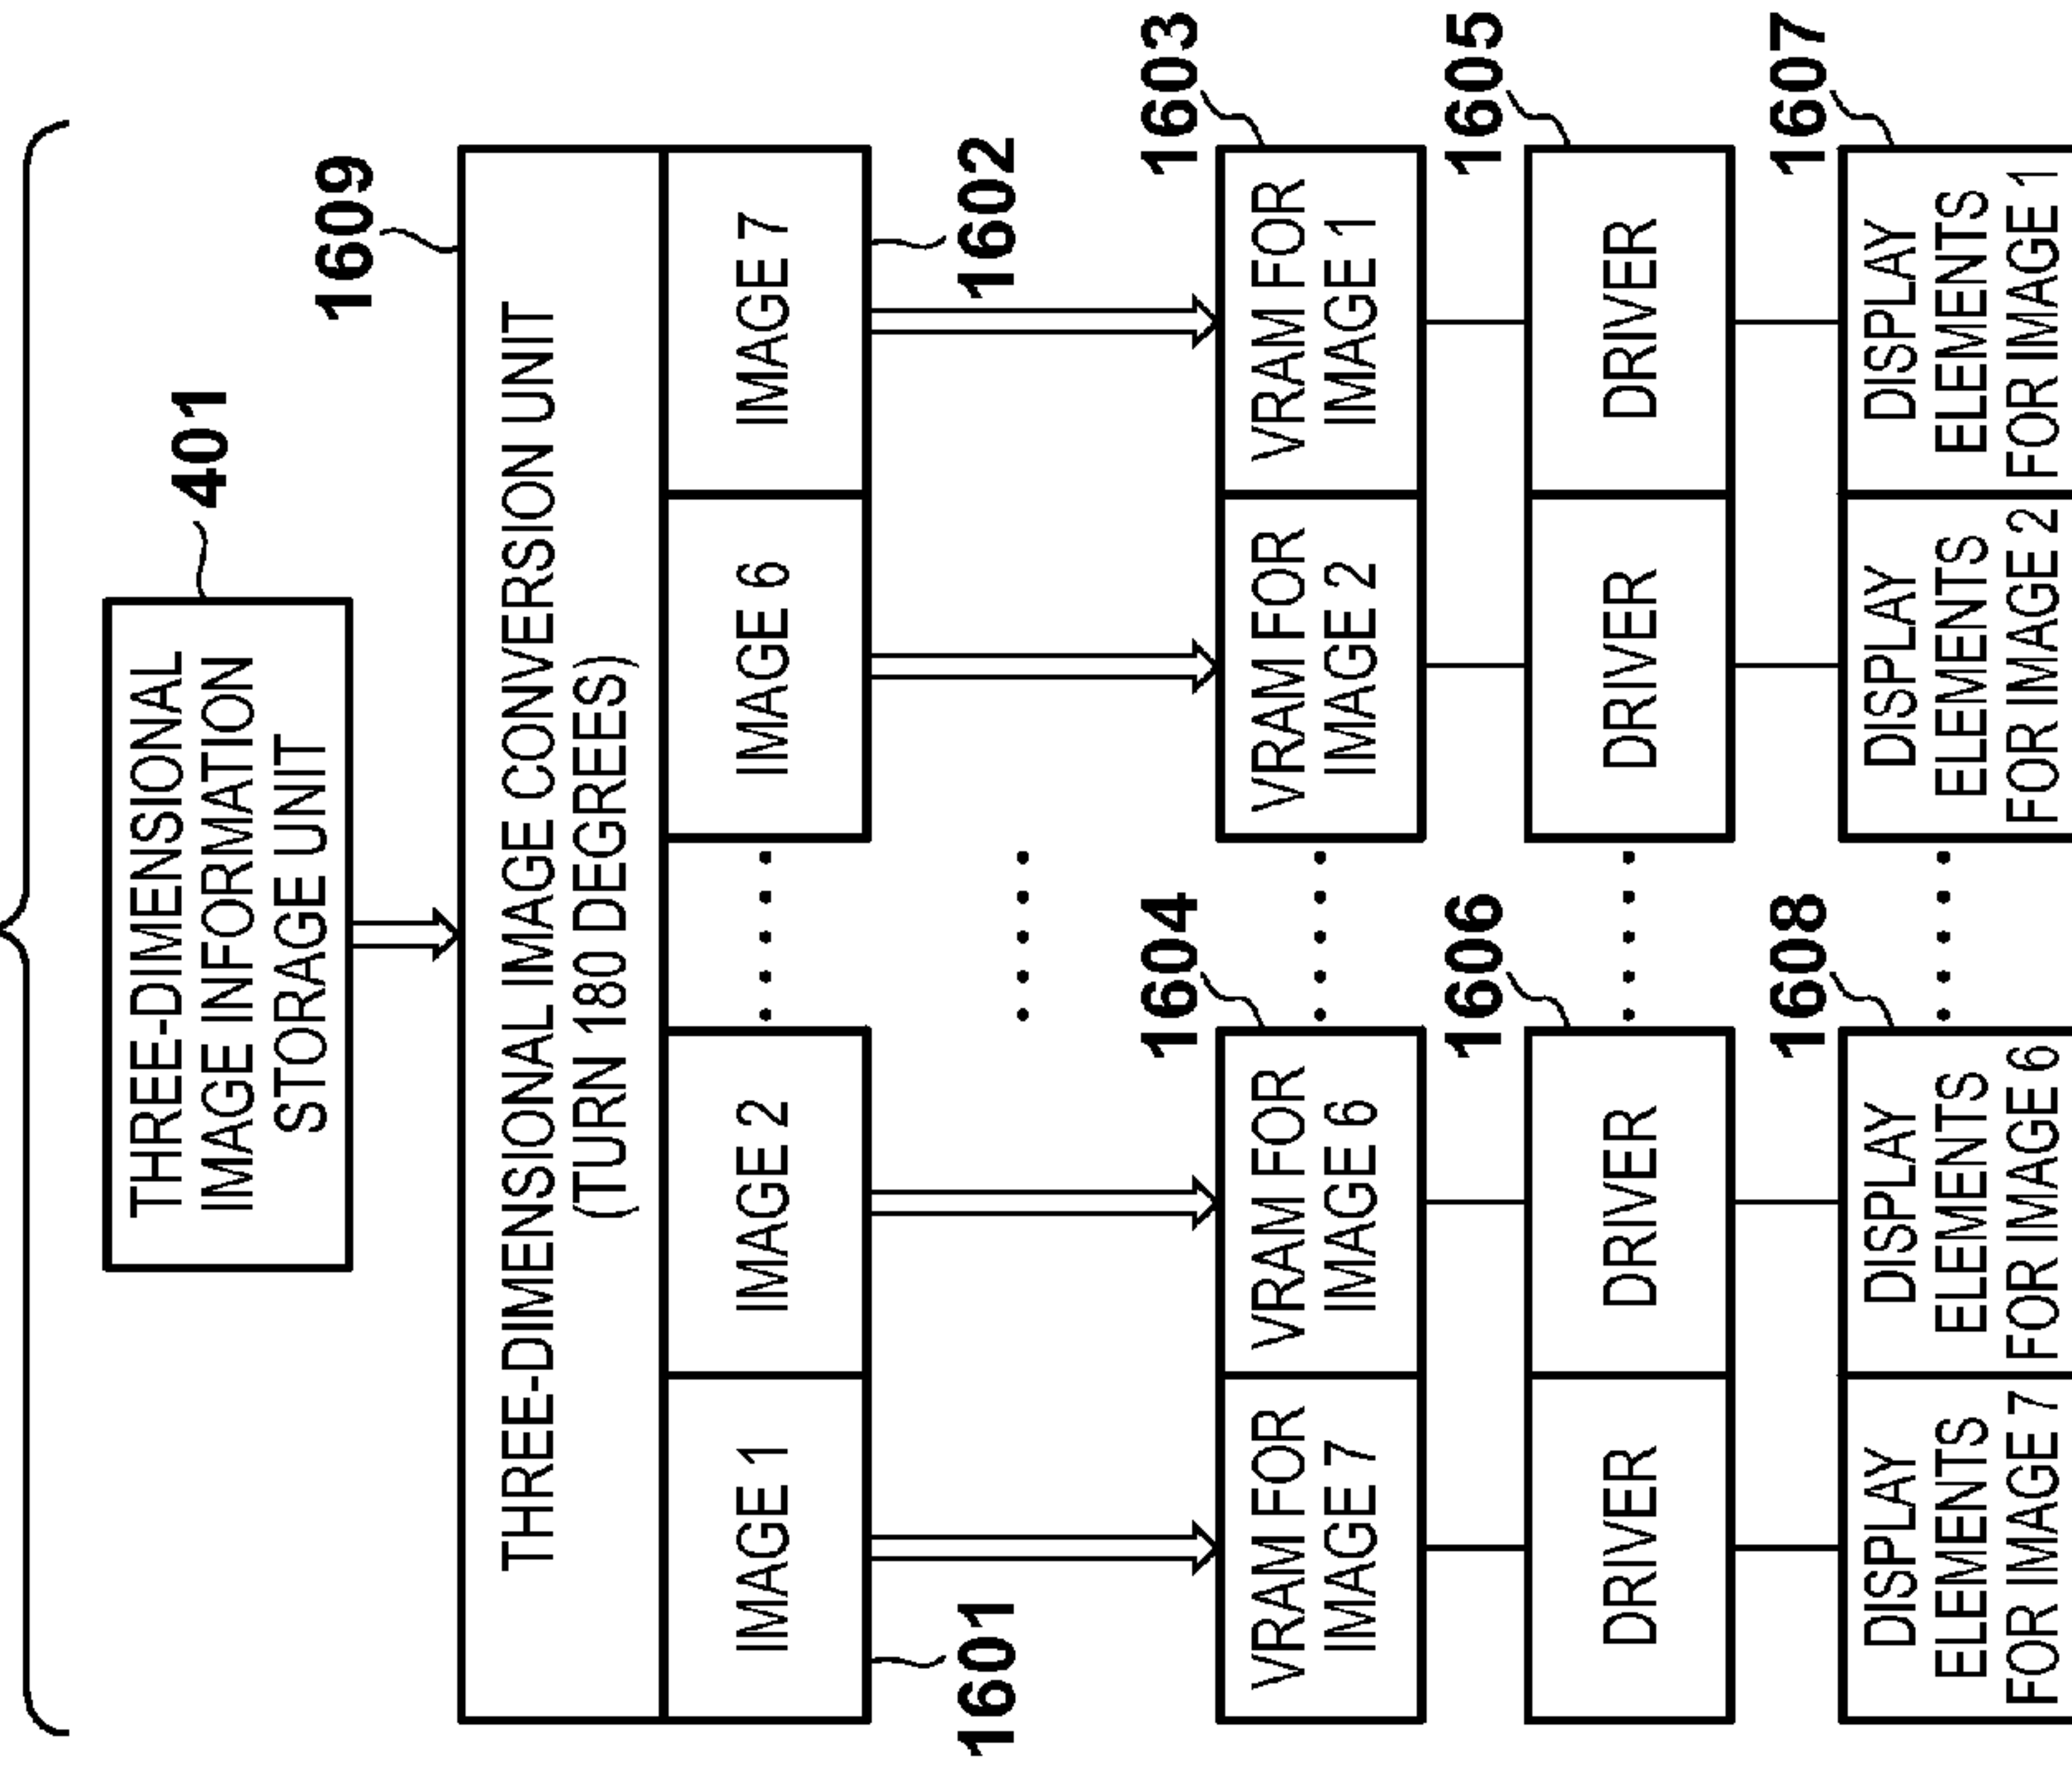 401
THREE-DIMENSIONAL
IMAGE INFORMATION
STORAGE UNIT
1609
THREE-DIMENSIONAL IMAGE CONVERSION UNIT
(TURN 180 DEGREES)
IMAGE 1
IMAGE 2
IMAGE 6
IMAGE 7
1601
1602
1604
1603
VRAM FOR
IMAGE 7
VRAM FOR
IMAGE 6
VRAM FOR
IMAGE 2
VRAM FOR
IMAGE 1
1606
1605
DRIVER
DRIVER
DRIVER
DRIVER
1608
1607
DISPLAY
ELEMENTS
FOR IMAGE 7
DISPLAY
ELEMENTS
FOR IMAGE 6
DISPLAY
ELEMENTS
FOR IMAGE 2
DISPLAY
ELEMENTS
FOR IMAGE 1